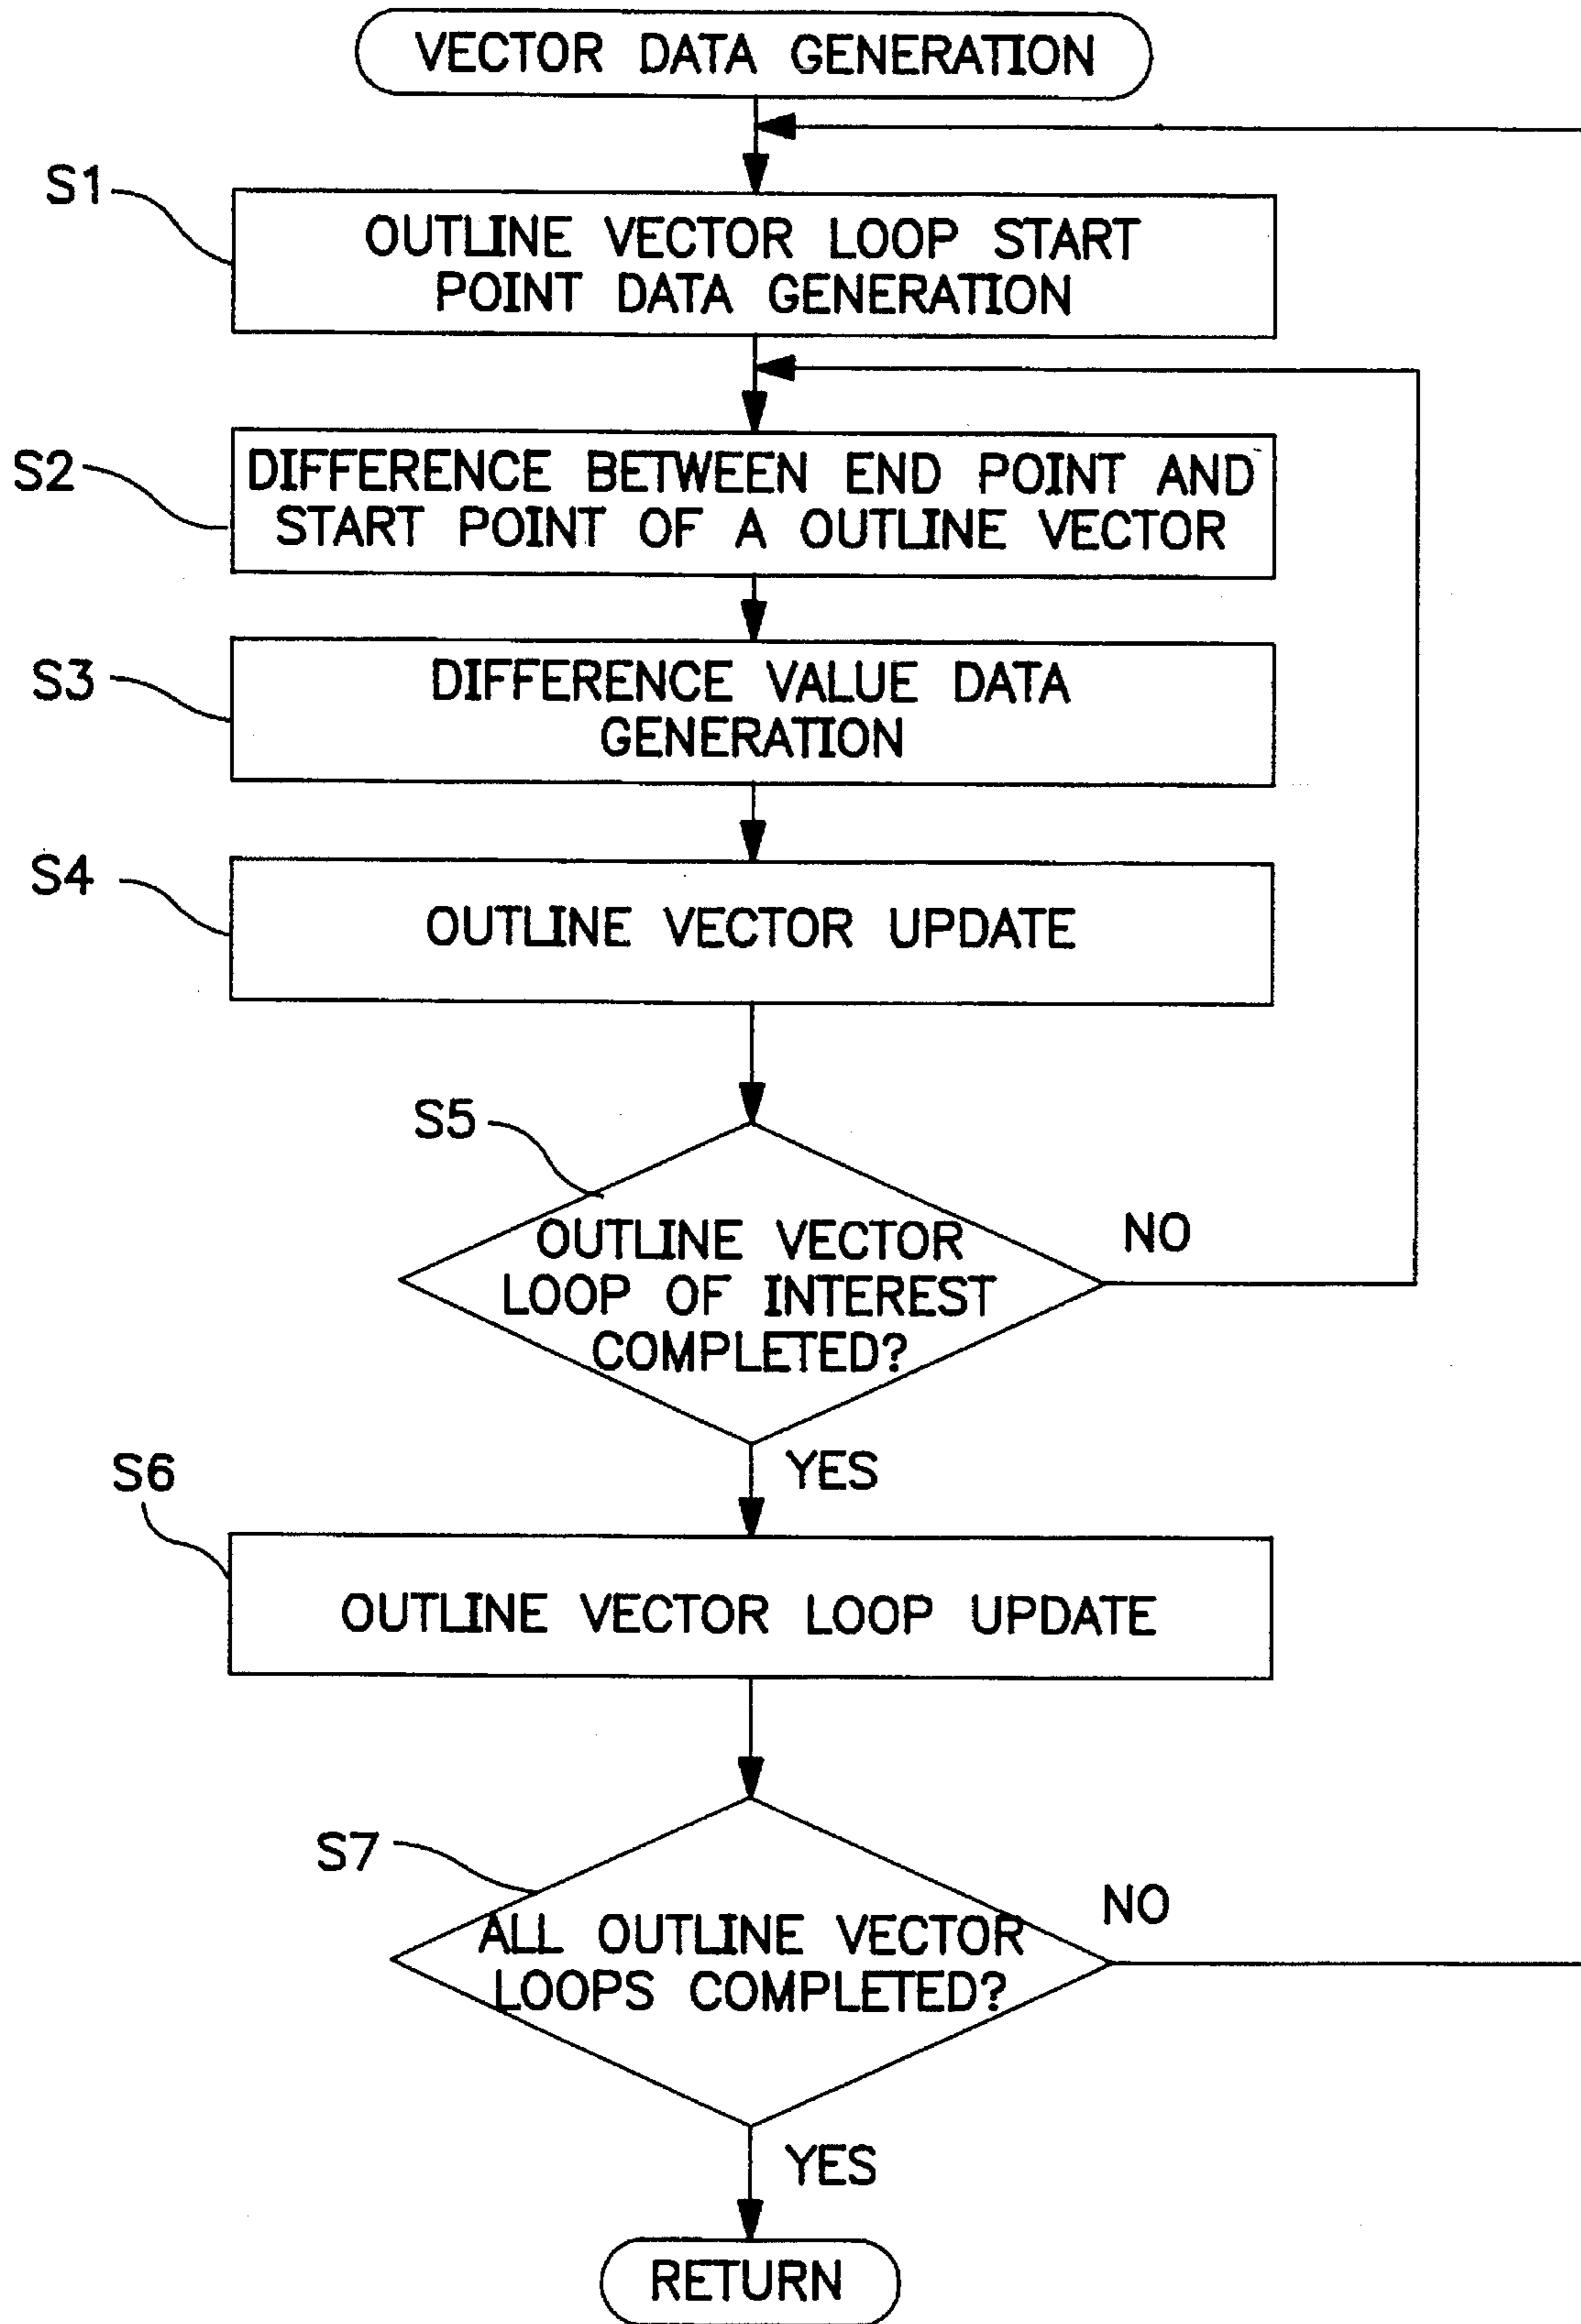 VECTOR DATA GENERATION
S1
OUTLINE VECTOR LOOP START
POINT DATA GENERATION
S2
DIFFERENCE BETWEEN END POINT AND
START POINT OF A OUTLINE VECTOR
S3
DIFFERENCE VALUE DATA
GENERATION
S4
OUTLINE VECTOR UPDATE
S5
OUTLINE VECTOR
LOOP OF INTEREST
COMPLETED?
NO
YES
S6
OUTLINE VECTOR LOOP UPDATE
S7
ALL OUTLINE VECTOR
LOOPS COMPLETED?
NO
YES
RETURN